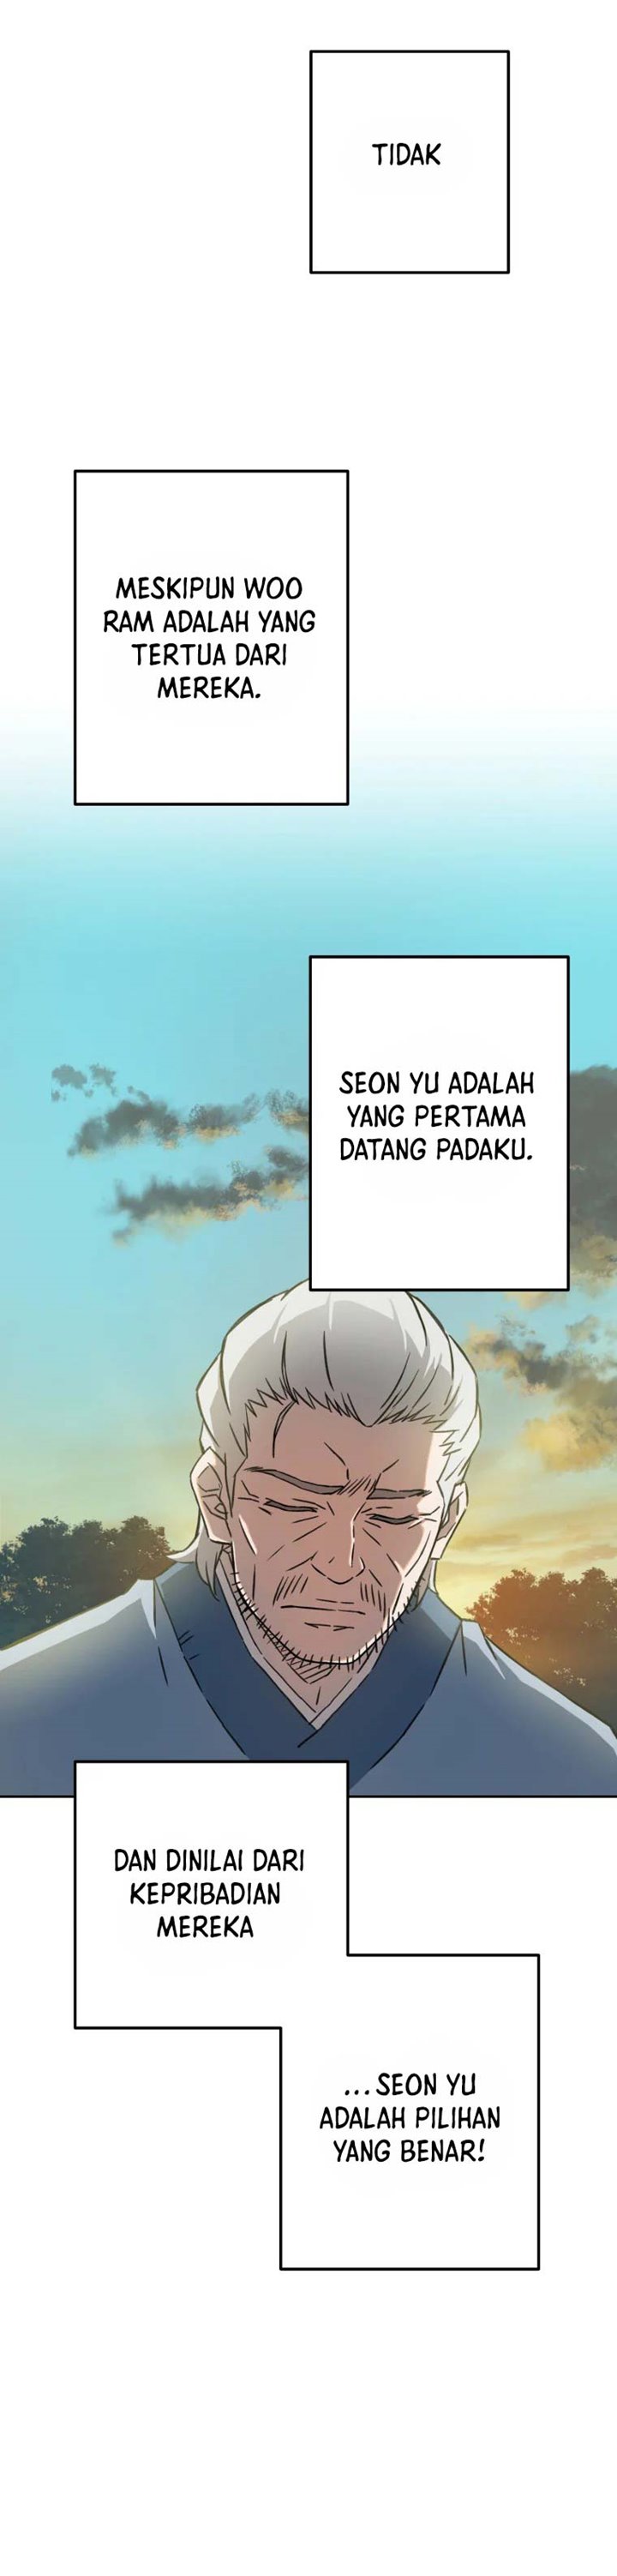 TIDAK
MESKIPUN WOO
RAM ADALAH YANG
TERTUA DARI
MEREKA.
SEON YU ADALAH
YANG PERTAMA
DATANG PADAKU.
DAN DINILAI DARI
KEPRIBADIAN
MEREKA
...SEON YU
ADALAH PILIHAN
YANG BENAR!